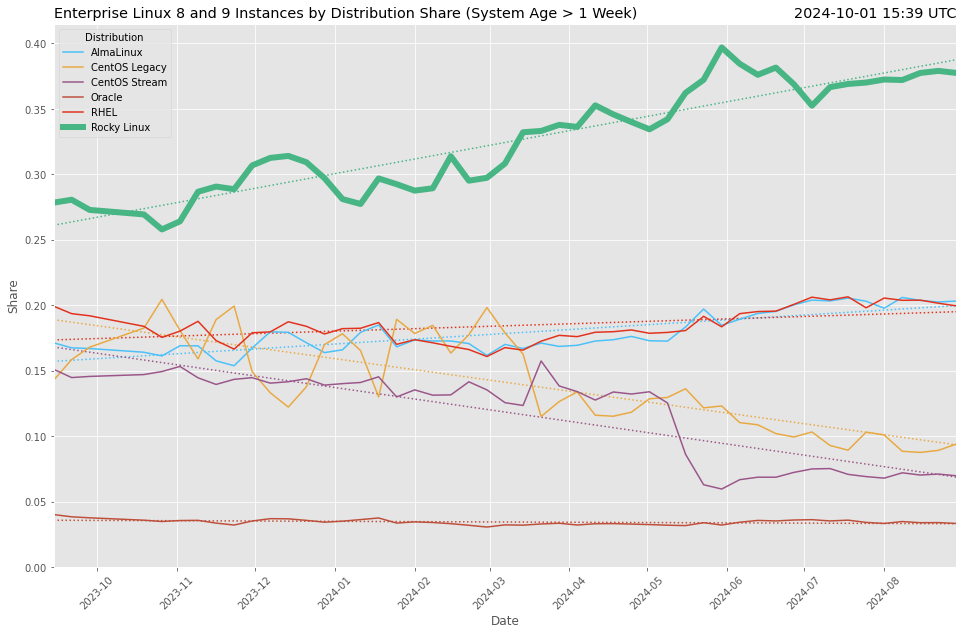 Enterprise Linux 8 and 9 Instances by Distribution Share (System Age > 1 Week)
2024-10-01 15:39 UTC
Distribution
AlmaLinux
CentOS Legacy
CentOS Stream
Oracle
RHEL
Rocky Linux
0.40
0.35
0.30
0.25
0.20
0.15
0.10
0.05
0.00
Share
2023-10
2023-11
2023-12
2024-01
2024-02
2024-03
2024-04
2024-05
2024-06
2024-07
2024-08
Date